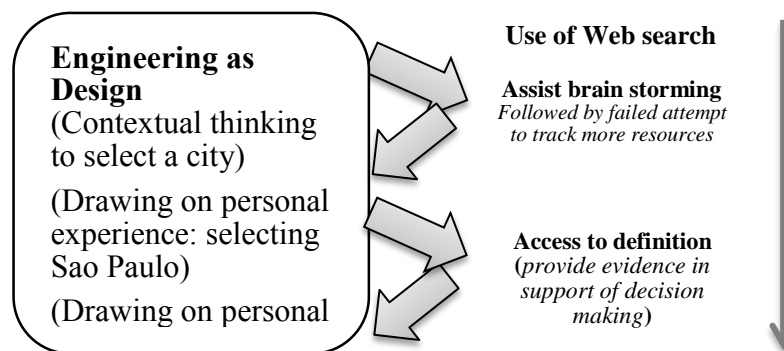 Engineering as
Design
(Contextual thinking
to select a city)
(Drawing on personal
experience: selecting
Sao Paulo)
(Drawing on personal
Use of Web search
Assist brain storming
Followed by failed attempt
to track more resources
Access to definition
(provide evidence in
support of decision
making)